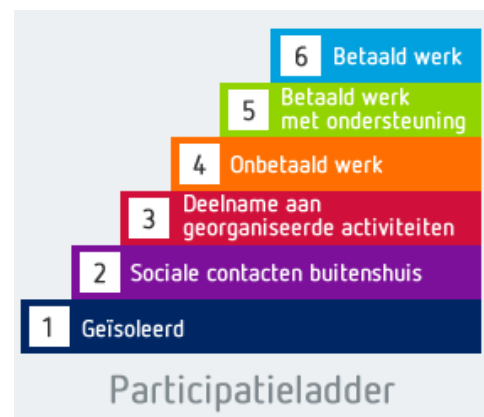 6 Betaald werk
5 Betaald werk
met ondersteuning
4 Onbetaald werk
3 Deelname aan
georganiseerde activiteiten
2 Sociale contacten buitenshuis
1 Geïsoleerd
Participatieladder